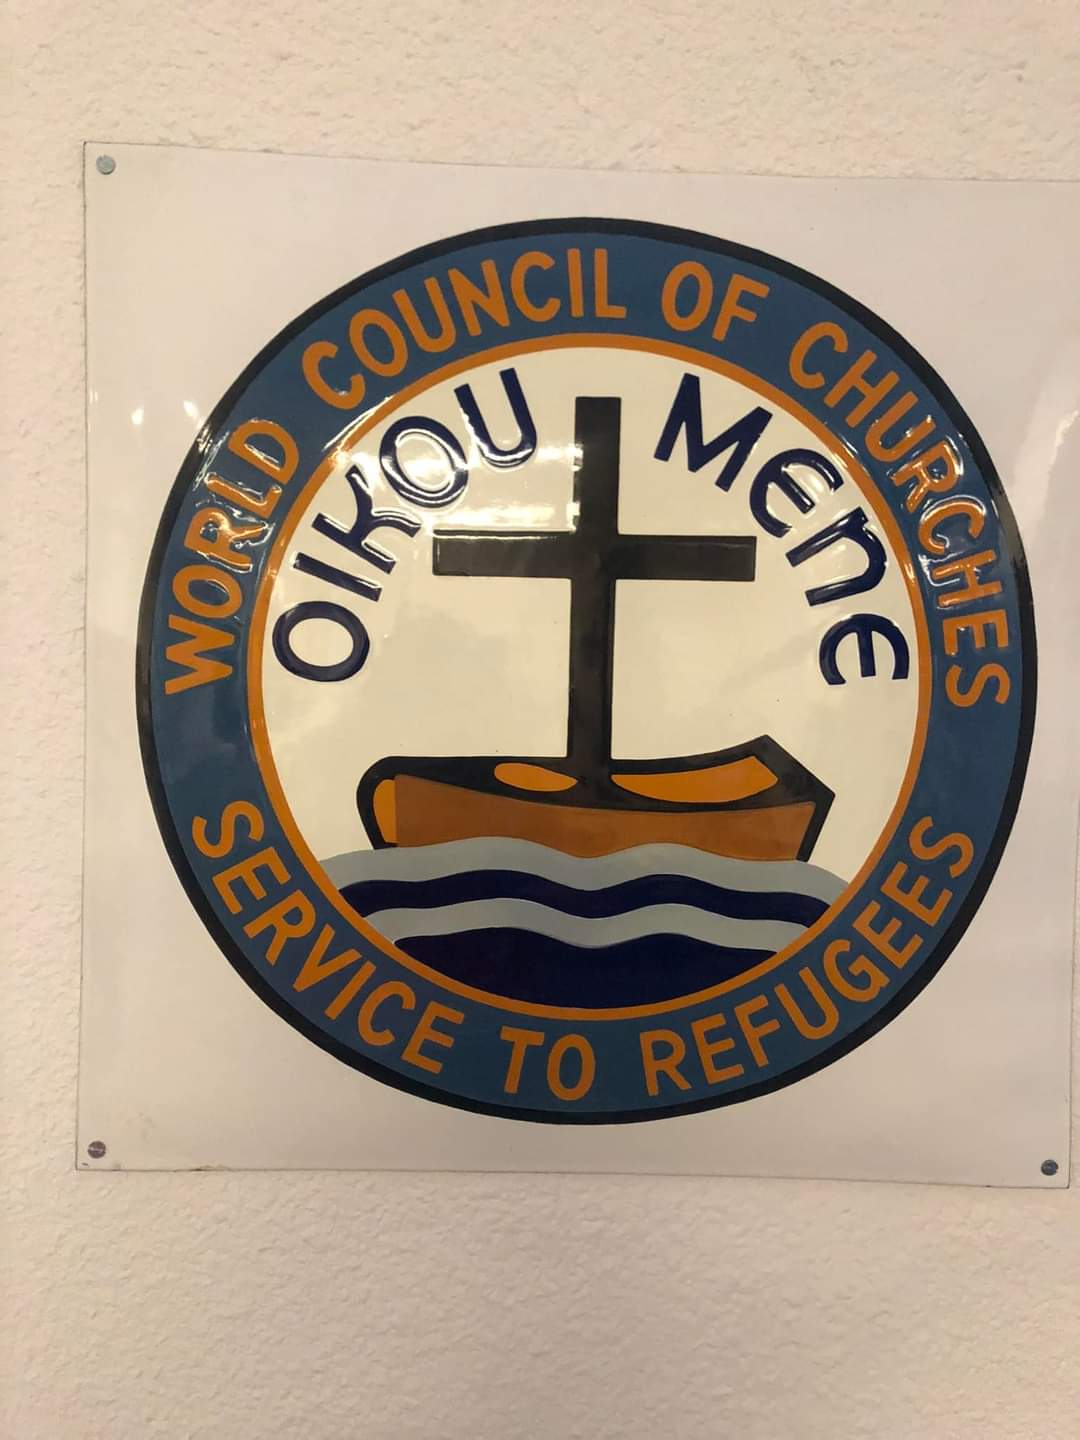 WORLD COUNCIL OF CHURCHES
OIKOU MENE
SERVICE TO REFUGEES